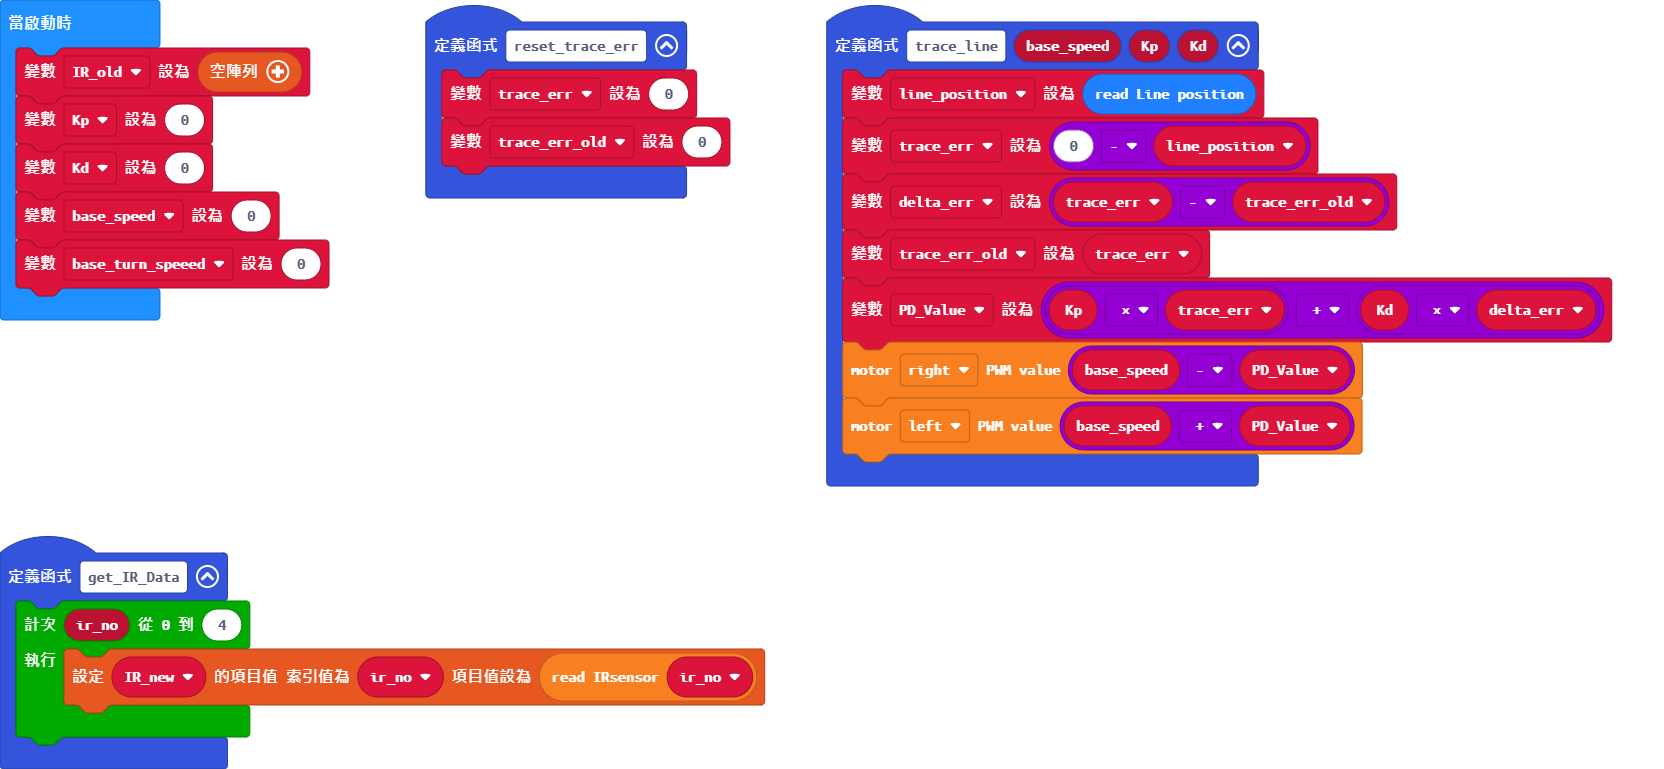 當啟動時
變數 IR_old 設為 空陣列
變數 Kp 設為 0
變數 Kd 設為 0
變數 base_speed 設為 0
變數 base_turn_speeed 設為 0
定義函式 reset_trace_err
變數 trace_err 設為 0
變數 trace_err_old 設為 0
定義函式 trace_line base_speed Kp Kd
變數 line_position 設為 read Line position
變數 trace_err 設為 0 - line_position
變數 delta_err 設為 trace_err - trace_err_old
變數 trace_err_old 設為 trace_err
變數 PD_Value 設為 Kp x trace_err + Kd x delta_err
motor right PWM value base_speed - PD_Value
motor left PWM value base_speed + PD_Value
定義函式 get_IR_Data
計次 ir_no 從 0 到 4
執行
設定 IR_new 的項目值 索引值為 ir_no 項目值設為 read IRsensor ir_no